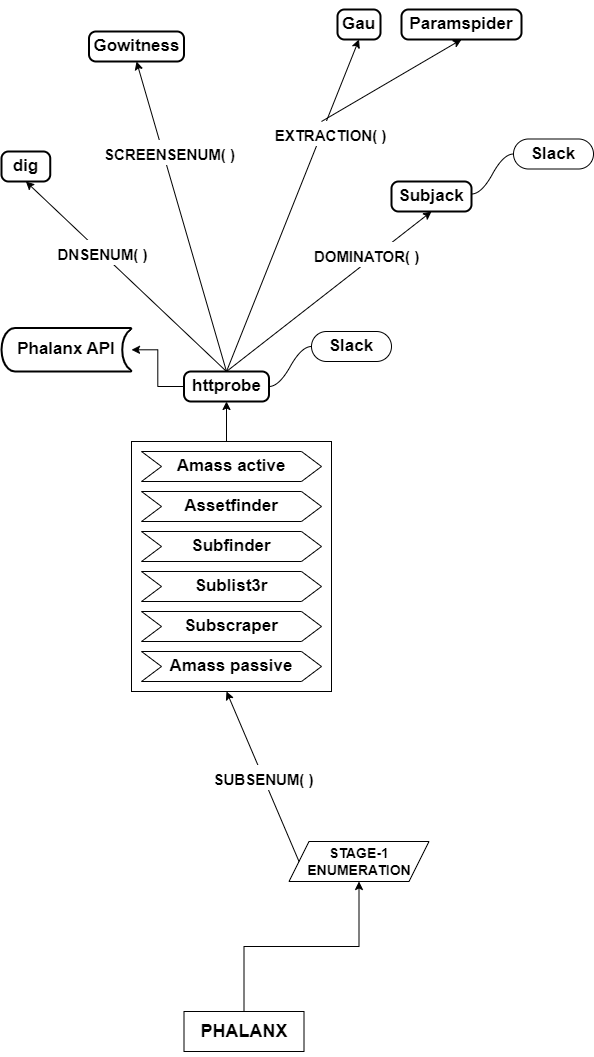 Gau
Paramspider
Gowitness
EXTRACTION( )
SCREENSENUM( )
Slack
dig
Subjack
DNSENUM( )
DOMINATOR( )
Phalanx API
Slack
httprobe
Amass active
Assetfinder
Subfinder
Sublist3r
Subscraper
Amass passive
SUBSENUM( )
STAGE-1
ENUMERATION
PHALANX